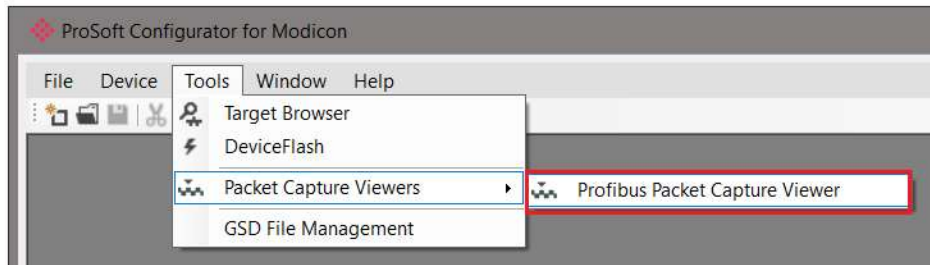 ProSoft Configurator for Modicon
File Device Tools Window Help
Target Browser
DeviceFlash
Packet Capture Viewers
Profibus Packet Capture Viewer
GSD File Management